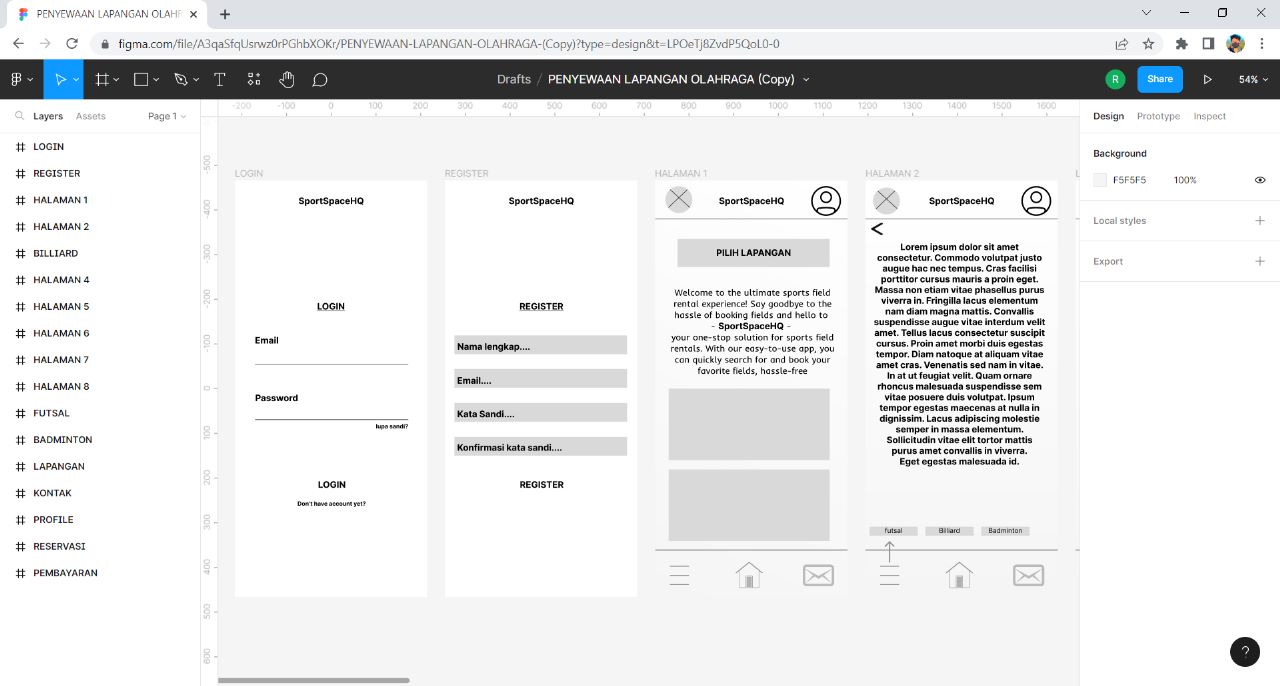 PENYEWAAN LAPANGAN OLAHR
figma.com/file/A3qaSfqUsrwz0rPGhbXOKr/PENYEWAAN-LAPANGAN-OLAHRAGA-(Copy)?type=design&t=LPOeTj8ZvdP5QoL0-0
Drafts / PENYEWAAN LAPANGAN OLAHRAGA (Copy)
R
Share
54%
Layers Assets Page 1
LOGIN
REGISTER
HALAMAN 1
HALAMAN 2
BILLIARD
HALAMAN 4
HALAMAN 5
HALAMAN 6
HALAMAN 7
HALAMAN 8
FUTSAL
BADMINTON
LAPANGAN
KONTAK
PROFILE
RESERVASI
PEMBAYARAN
-200 -100 0 100 200 300 400 500 600 700 800 900 1000 1100 1200 1300 1400 1500 1600
-500
-400
-300
-200
-100
0
100
200
300
400
500
600
LOGIN
SportSpaceHQ
LOGIN
Email
Password
lupa sandi?
LOGIN
Don't have account yet?
REGISTER
SportSpaceHQ
REGISTER
Nama lengkap....
Email....
Kata Sandi....
Konfirmasi kata sandi....
REGISTER
HALAMAN 1
SportSpaceHQ
PILIH LAPANGAN
Welcome to the ultimate sports field
rental experience! Say goodbye to the
hassle of booking fields and hello to
- SportSpaceHQ -
your one-stop solution for sports field
rentals. With our easy-to-use app, you
can quickly search for and book your
favorite fields, hassle-free
HALAMAN 2
SportSpaceHQ
Lorem ipsum dolor sit amet
consectetur. Commodo volutpat justo
augue hac nec tempus. Cras facilisi
porttitor cursus mauris a proin eget.
Massa non etiam vitae phasellus purus
viverra in. Fringilla lacus elementum
nam diam magna mattis. Convallis
suspendisse augue vitae interdum velit
amet. Tellus lacus consectetur suscipit
cursus. Proin amet morbi duis egestas
tempor. Diam natoque at aliquam vitae
amet cras. Venenatis sed nam in vitae.
In at ut feugiat velit. Quam ornare
rhoncus malesuada suspendisse sem
vitae posuere duis volutpat. Ipsum
tempor egestas maecenas at nulla in
dignissim. Lacus adipiscing molestie
semper in massa elementum.
Sollicitudin vitae elit tortor mattis
purus amet convallis in viverra.
Eget egestas malesuada id.
futsal Billiard Badminton
L
Design Prototype Inspect
Background
F5F5F5 100%
Local styles
Export
?